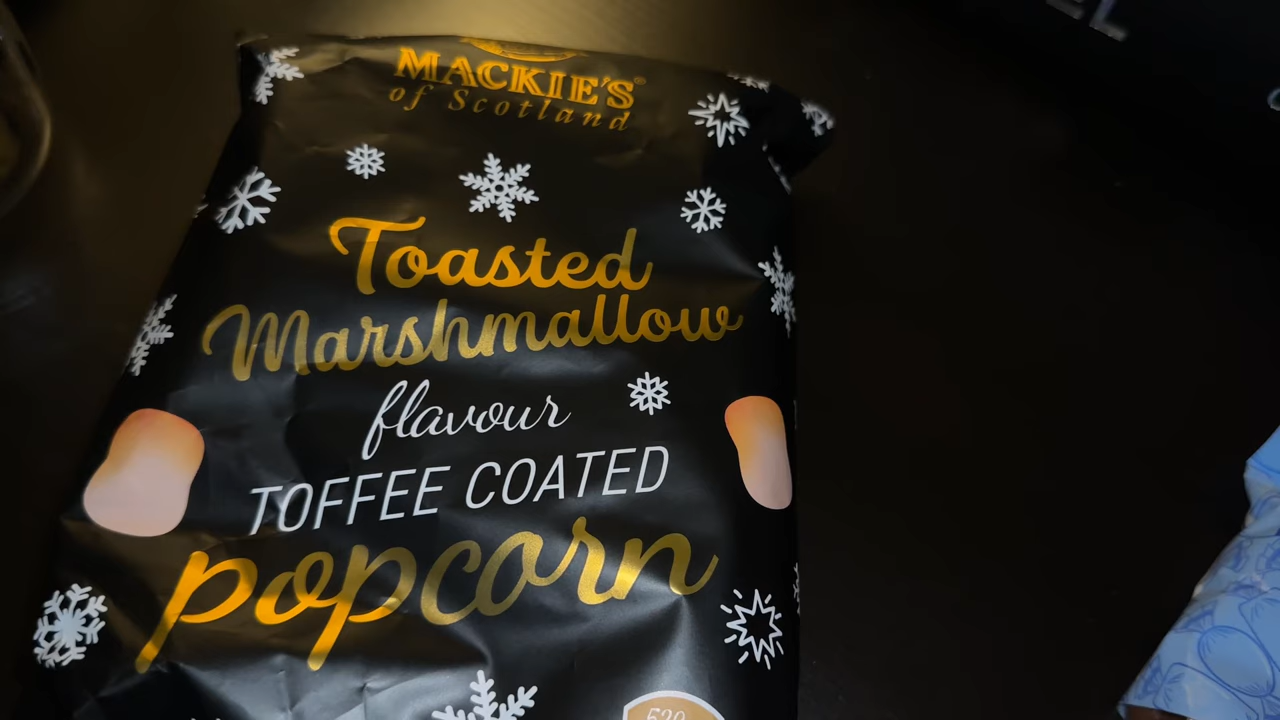 MACKIE'S
of Scotland
Toasted
Marshmallow
flavour
TOFFEE COATED
popcorn